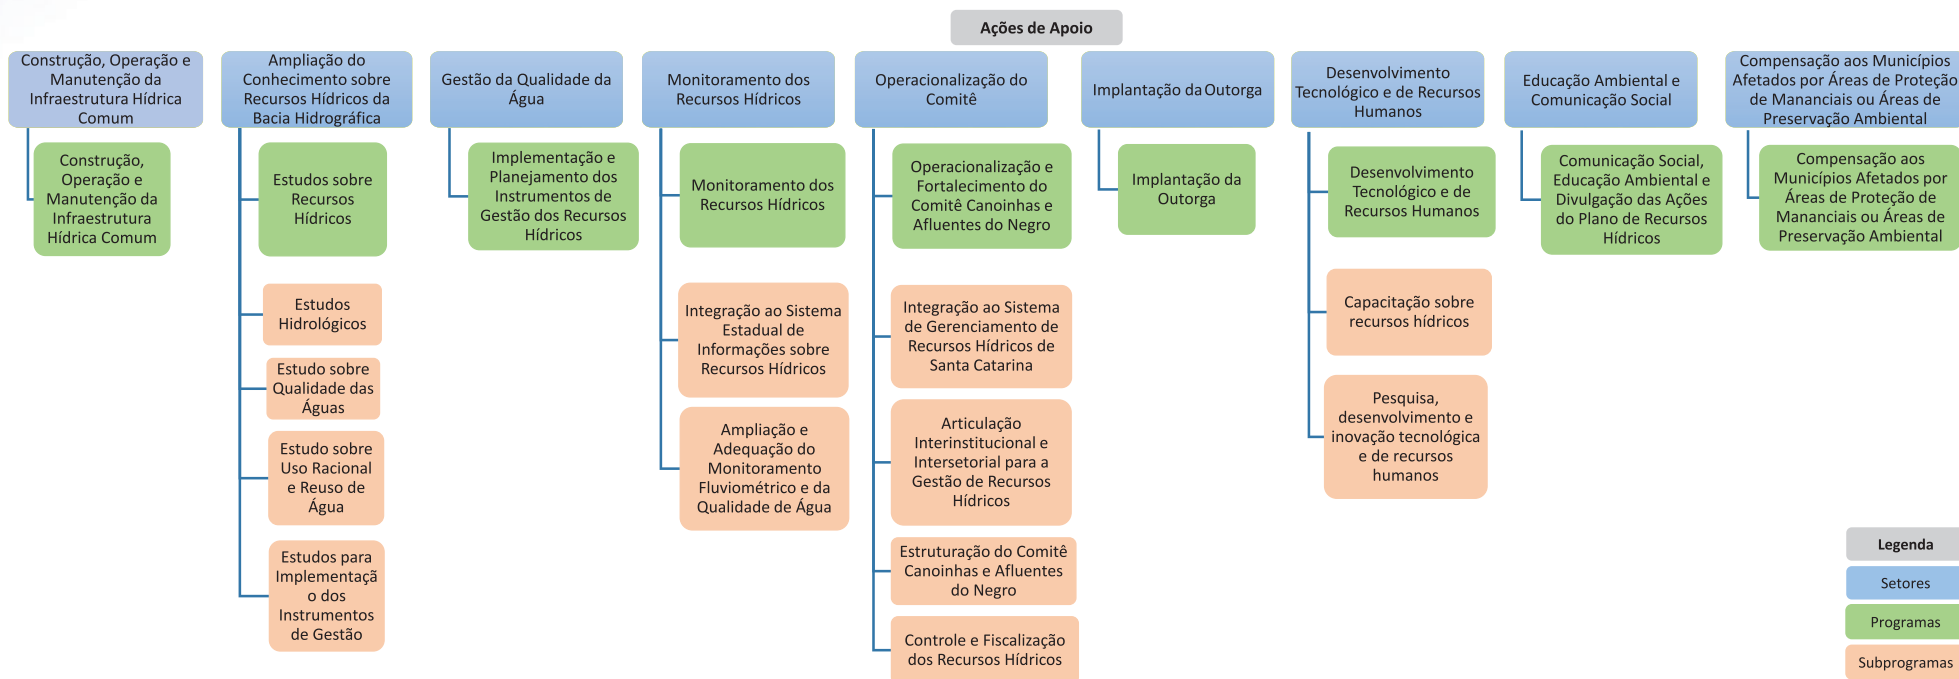 Ações de Apoio
Construção, Operação e
Manutenção da
Infraestrutura Hídrica
Comum
Construção,
Operação e
Manutenção da
Infraestrutura
Hídrica Comum
Ampliação do
Conhecimento sobre
Recursos Hídricos da
Bacia Hidrográfica
Estudos sobre
Recursos
Hídricos
Estudos
Hidrológicos
Estudo sobre
Qualidade das
Águas
Estudo sobre
Uso Racional
e Reuso de
Água
Estudos para
Implementaçã
o dos
Instrumentos
de Gestão
Gestão da Qualidade da
Água
Implementação e
Planejamento dos
Instrumentos de
Gestão dos Recursos
Hídricos
Monitoramento dos
Recursos Hídricos
Monitoramento dos
Recursos Hídricos
Integração ao Sistema
Estadual de
Informações sobre
Recursos Hídricos
Ampliação e
Adequação do
Monitoramento
Fluviométrico e da
Qualidade de Água
Operacionalização do
Comitê
Operacionalização e
Fortalecimento do
Comitê Canoinhas e
Afluentes do Negro
Integração ao Sistema
de Gerenciamento de
Recursos Hídricos de
Santa Catarina
Articulação
Interinstitucional e
Intersetorial para a
Gestão de Recursos
Hídricos
Estruturação do Comitê
Canoinhas e Afluentes
do Negro
Controle e Fiscalização
dos Recursos Hídricos
Implantação da Outorga
Implantação da
Outorga
Desenvolvimento
Tecnológico e de Recursos
Humanos
Desenvolvimento
Tecnológico e de
Recursos Humanos
Capacitação sobre
recursos hídricos
Pesquisa,
desenvolvimento e
inovação tecnológica
e de recursos
humanos
Educação Ambiental e
Comunicação Social
Comunicação Social,
Educação Ambiental e
Divulgação das Ações
do Plano de Recursos
Hídricos
Compensação aos Municípios
Afetados por Áreas de Proteção
de Mananciais ou Áreas de
Preservação Ambiental
Compensação aos
Municípios Afetados por
Áreas de Proteção de
Mananciais ou Áreas de
Preservação Ambiental
Legenda
Setores
Programas
Subprogramas